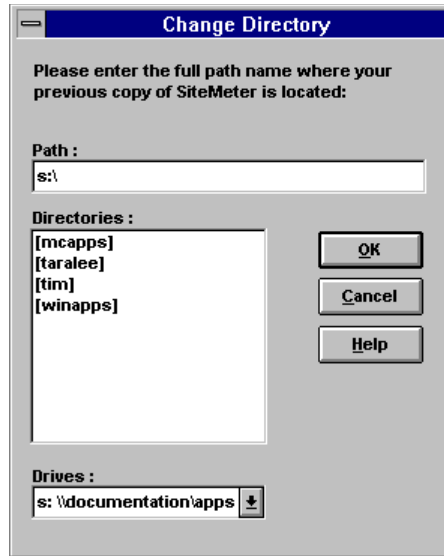 Change Directory
Please enter the full path name where your
previous copy of SiteMeter is located:
Path :
s:\
Directories :
[mcapps]
[taralee]
[tim]
[winapps]
OK
Cancel
Help
Drives :
s: \\documentation\apps